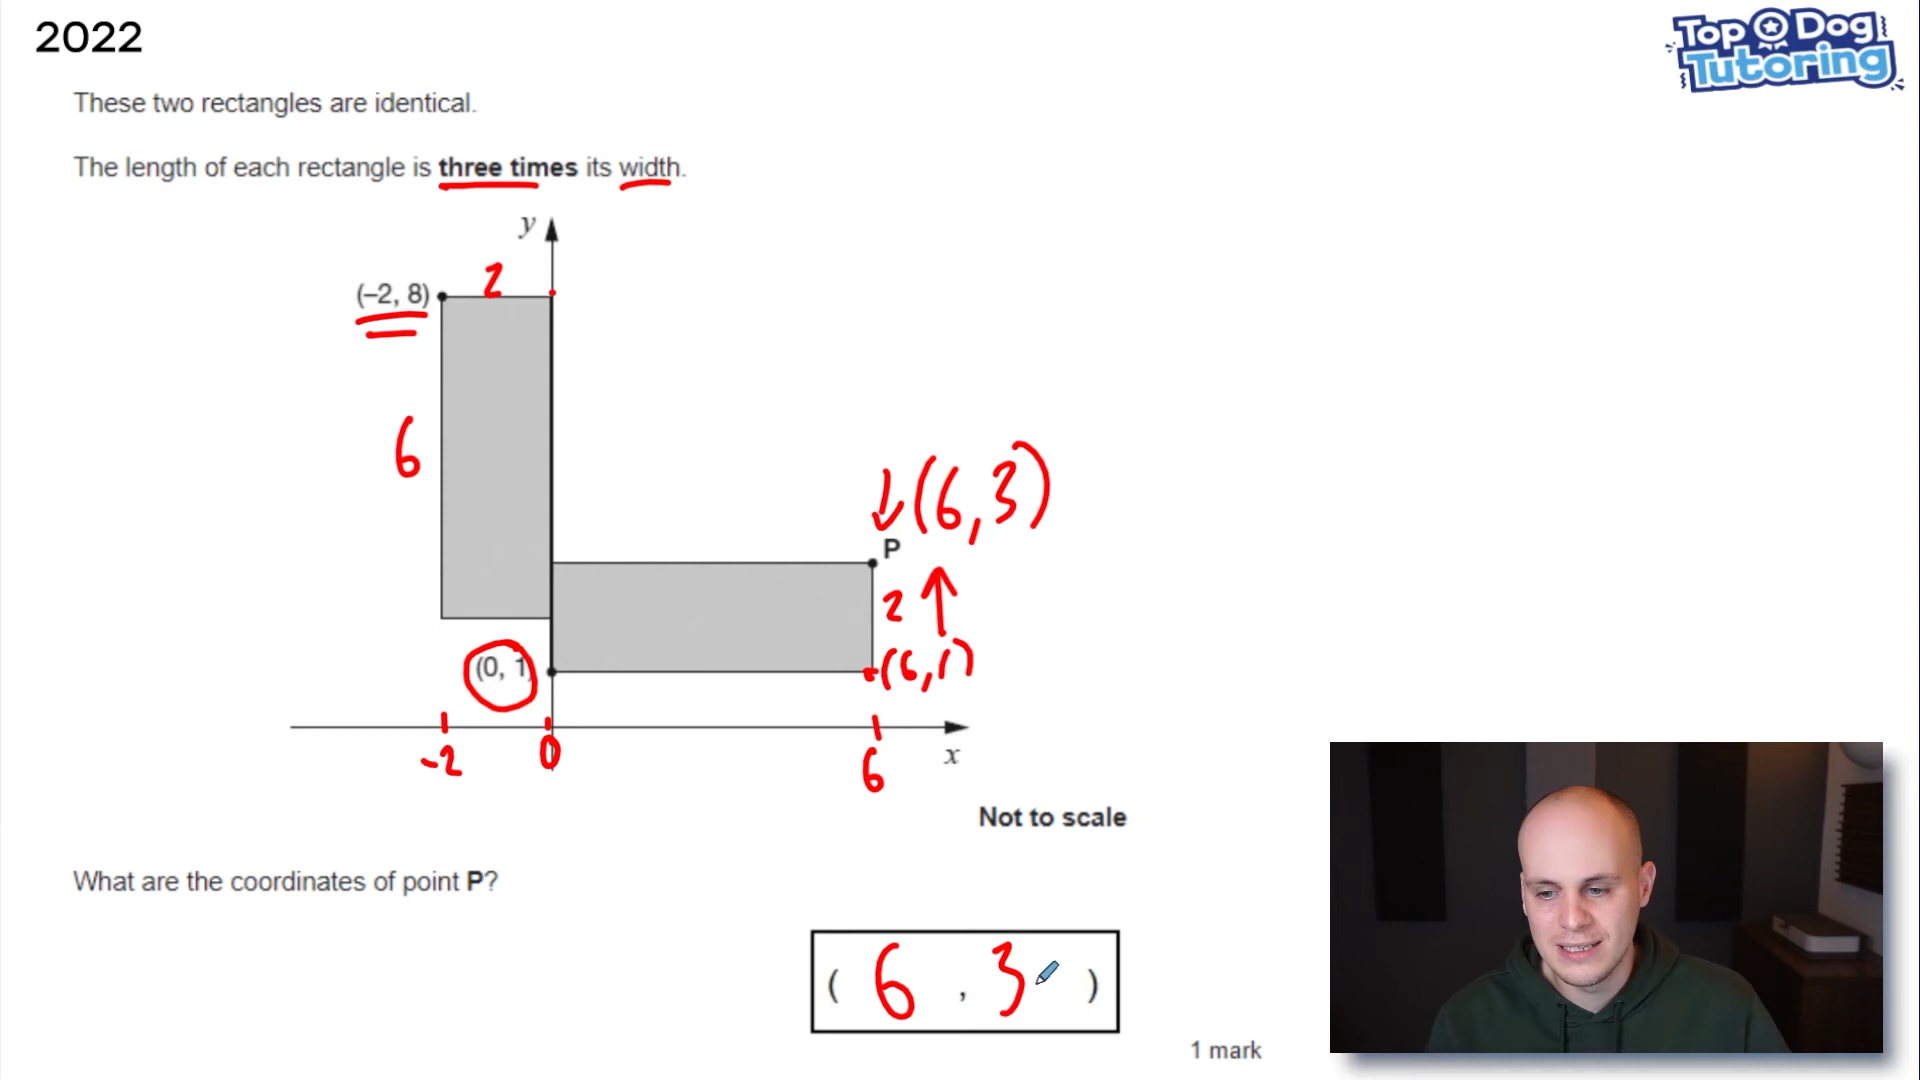 2022
Top Dog
Tutoring
These two rectangles are identical.
The length of each rectangle is three times its width.
y
(–2, 8)
2
6
(6,3)
P
2
(0, 1
(6,1)
-2
0
6
x
Not to scale
What are the coordinates of point P?
( 6 , 3 )
1 mark